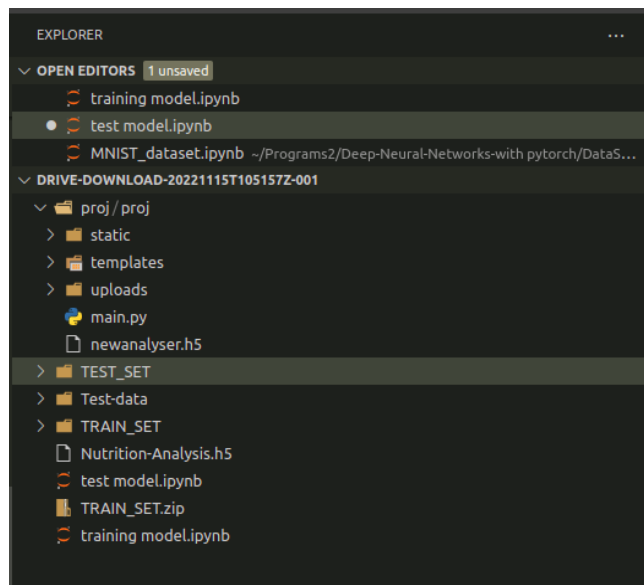 EXPLORER ...
OPEN EDITORS 1 unsaved
training model.ipynb
test model.ipynb
MNIST_dataset.ipynb ~/Programs2/Deep-Neural-Networks-with pytorch/DataS...
DRIVE-DOWNLOAD-20221115T105157Z-001
proj/proj
static
templates
uploads
main.py
newanalyser.h5
TEST_SET
Test-data
TRAIN_SET
Nutrition-Analysis.h5
test model.ipynb
TRAIN_SET.zip
training model.ipynb